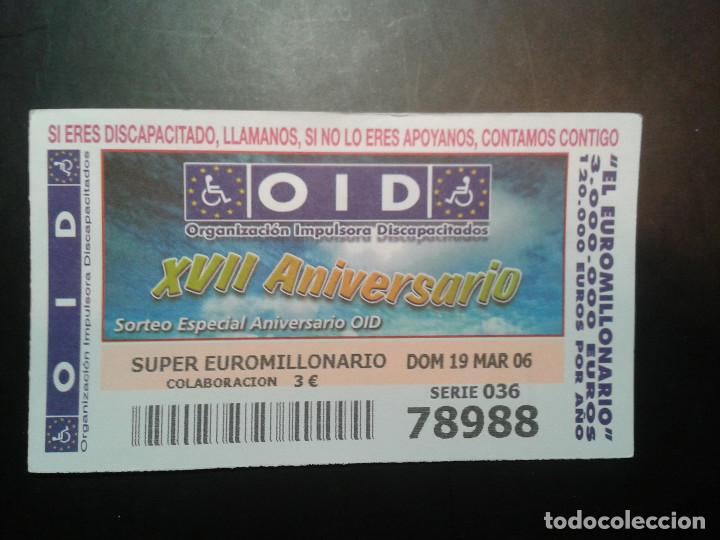 SI ERES DISCAPACITADO, LLAMANOS, SI NO LO ERES APOYANOS, CONTAMOS CONTIGO
OID
Organización Impulsora Discapacitados
OID
Organización Impulsora Discapacitados
XVII Aniversario
Sorteo Especial Aniversario OID
SUPER EUROMILLONARIO DOM 19 MAR 06
COLABORACION 3 €
SERIE 036
78988
"EL EUROMILLONARIO"
3.000.000 EUROS
120.000 EUROS POR AÑO
todocoleccion
todocoleccion.net